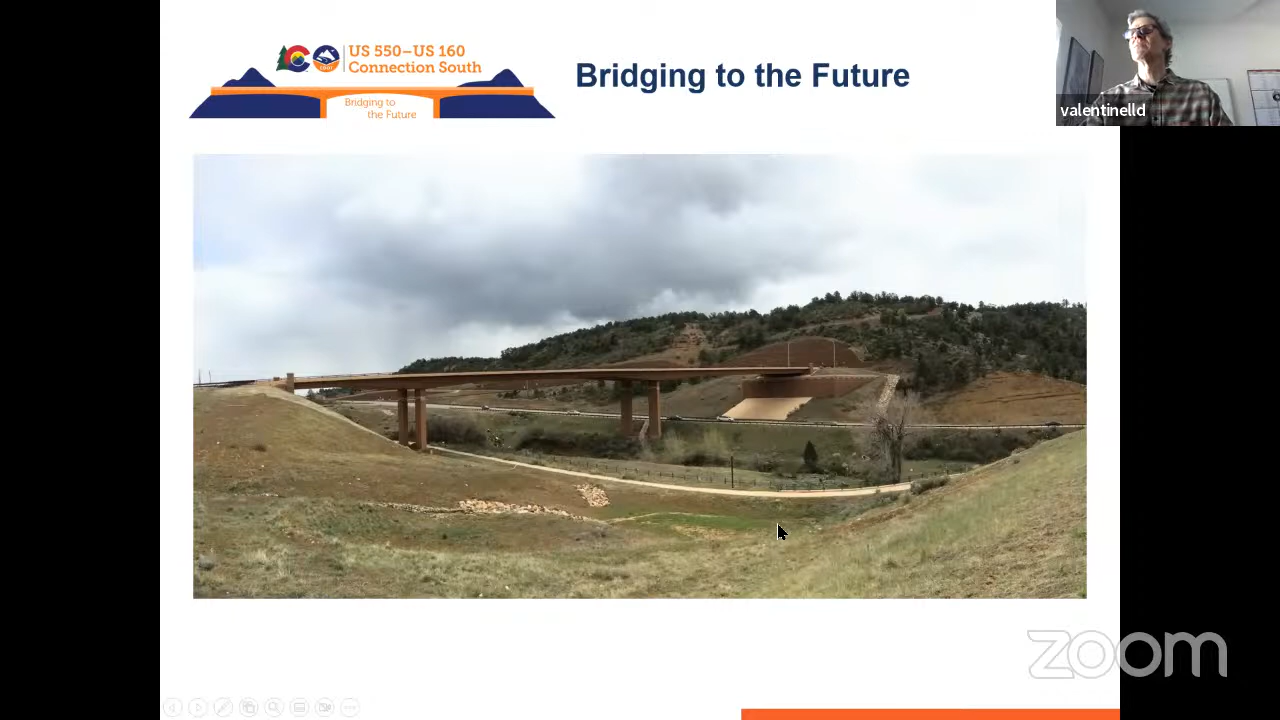 US 550–US 160
Connection South
Bridging to
the Future
Bridging to the Future
valentinelld
zoom